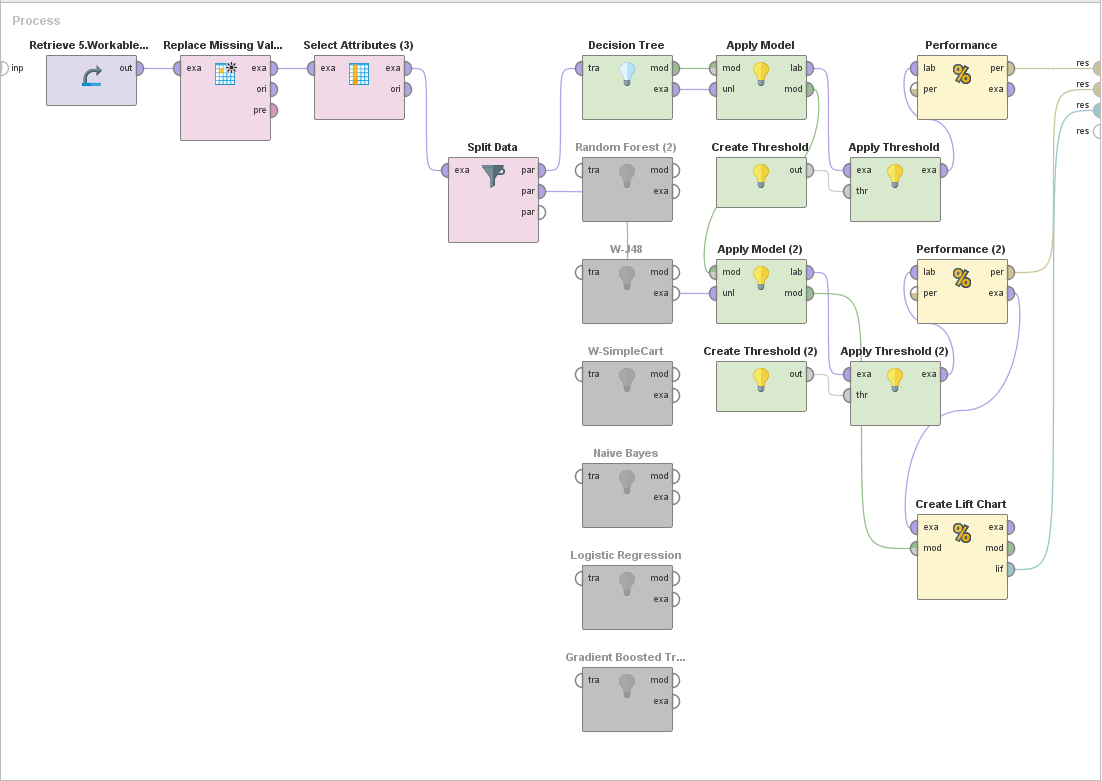 Process
inp
Retrieve 5.Workable...
out
Replace Missing Val...
exa exa
ori
pre
Select Attributes (3)
exa exa
ori
Split Data
exa par
par
par
Decision Tree
tra mod
exa
Apply Model
mod lab
unl mod
Performance
lab per
per exa
res
res
res
res
Random Forest (2)
tra mod
exa
Create Threshold
out
Apply Threshold
exa exa
thr
W-J48
tra mod
exa
Apply Model (2)
mod lab
unl mod
Performance (2)
lab per
per exa
W-SimpleCart
tra mod
exa
Create Threshold (2)
out
Apply Threshold (2)
exa exa
thr
Naive Bayes
tra mod
exa
Create Lift Chart
exa exa
mod mod
lif
Logistic Regression
tra mod
exa
Gradient Boosted Tr...
tra mod
exa